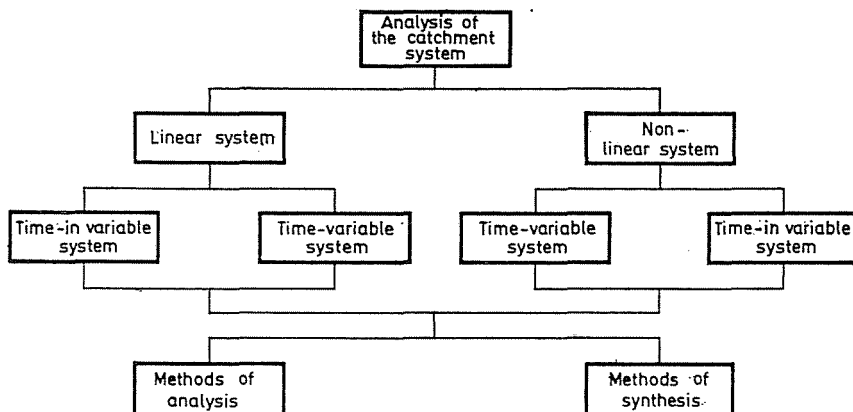 Analysis of
the catchment
system
Linear system
Non-
linear system
Time-in variable
system
Time-variable
system
Time-variable
system
Time-in variable
system
Methods of
analysis
Methods of
synthesis